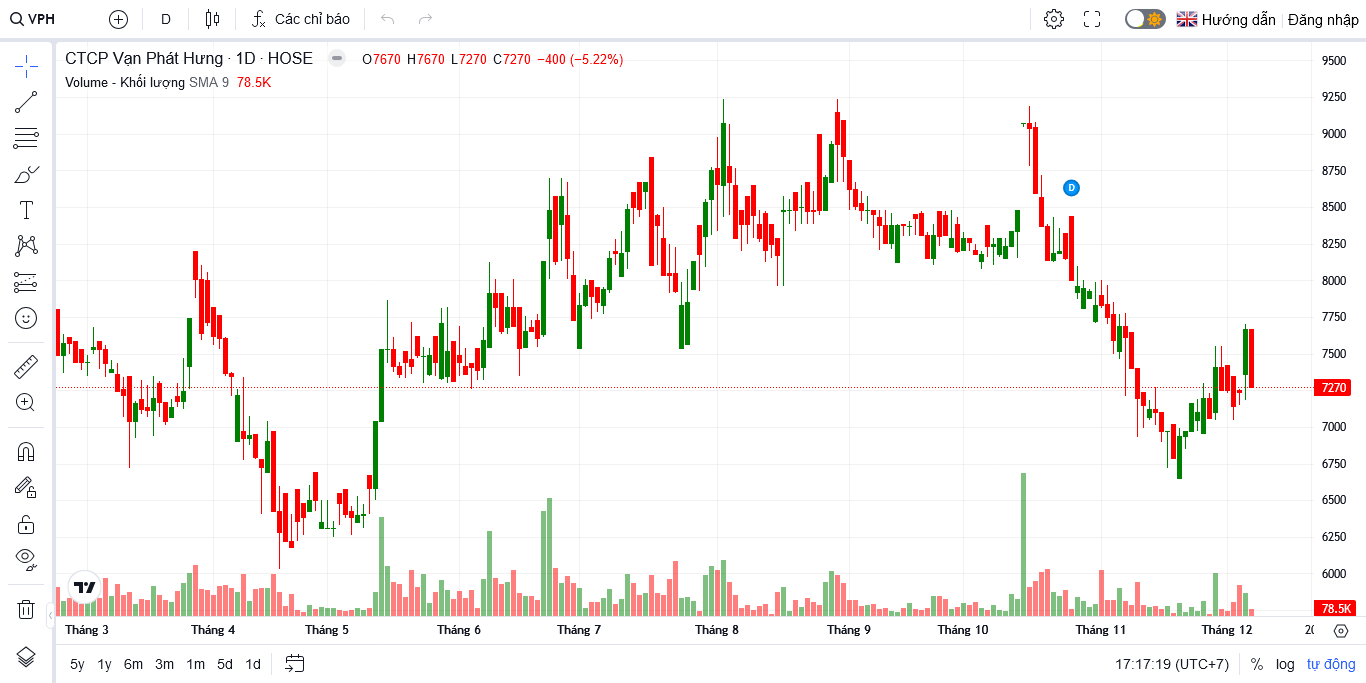 VPH D Các chỉ báo Hướng dẫn Đăng nhập
CTCP Vạn Phát Hưng · 1D · HOSE O7670 H7670 L7270 C7270 −400 (−5.22%)
Volume - Khối lượng SMA 9 78.5K
9500
9250
9000
8750
8500
8250
8000
7750
7500
7270
7000
6750
6500
6250
6000
78.5K
D
Tháng 3 Tháng 4 Tháng 5 Tháng 6 Tháng 7 Tháng 8 Tháng 9 Tháng 10 Tháng 11 Tháng 12
5y 1y 6m 3m 1m 5d 1d 17:17:19 (UTC+7) % log tự động